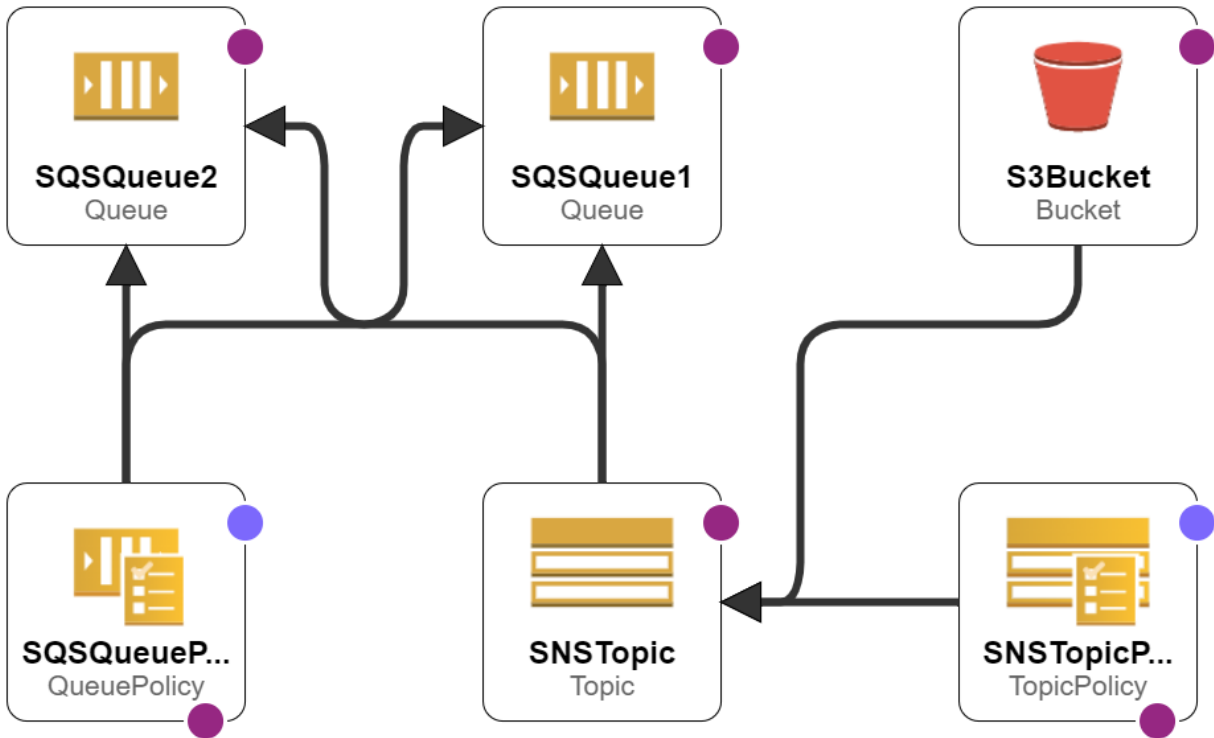 SQSQueue2
Queue
SQSQueue1
Queue
S3Bucket
Bucket
SQSQueueP...
QueuePolicy
SNSTopic
Topic
SNSTopicP...
TopicPolicy